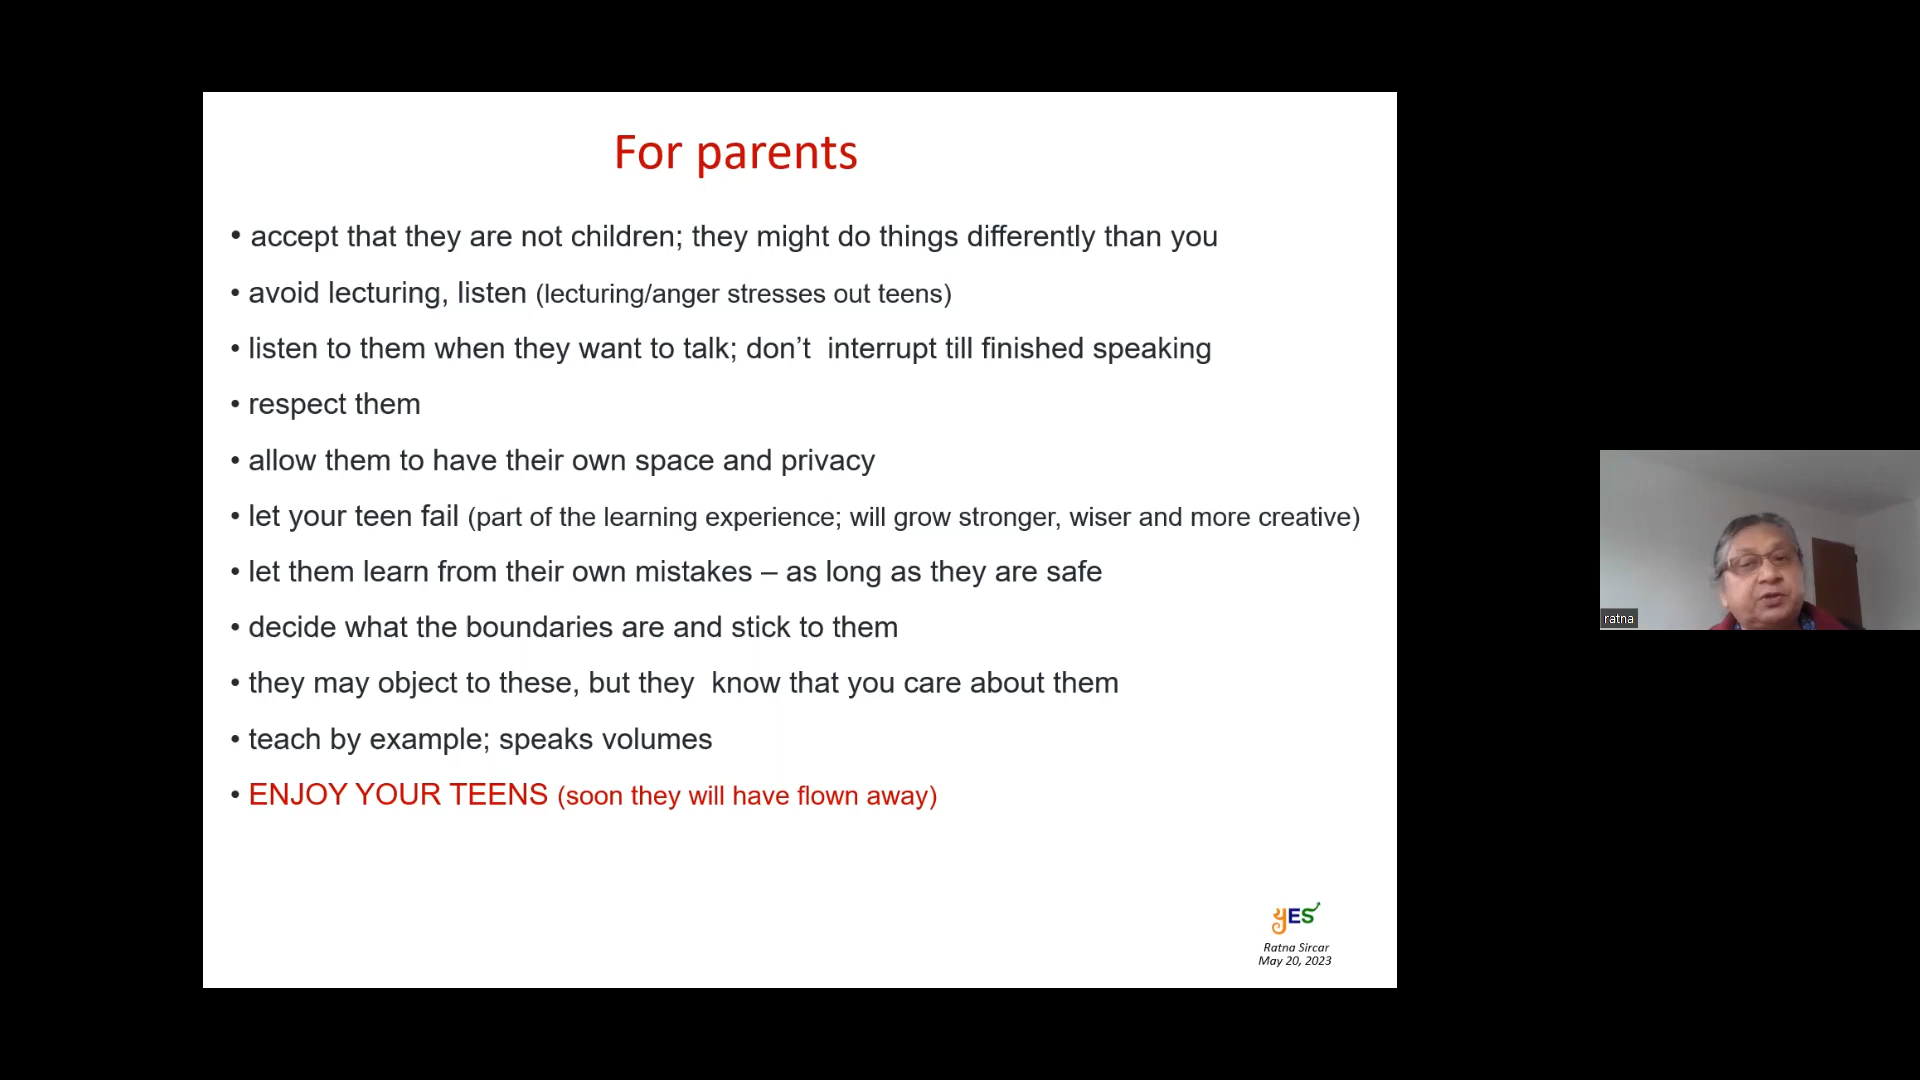 For parents
• accept that they are not children; they might do things differently than you
• avoid lecturing, listen (lecturing/anger stresses out teens)
• listen to them when they want to talk; don’t  interrupt till finished speaking
• respect them
• allow them to have their own space and privacy
• let your teen fail (part of the learning experience; will grow stronger, wiser and more creative)
• let them learn from their own mistakes – as long as they are safe
• decide what the boundaries are and stick to them
• they may object to these, but they  know that you care about them
• teach by example; speaks volumes
• ENJOY YOUR TEENS (soon they will have flown away)
yES
Ratna Sircar
May 20, 2023
ratna